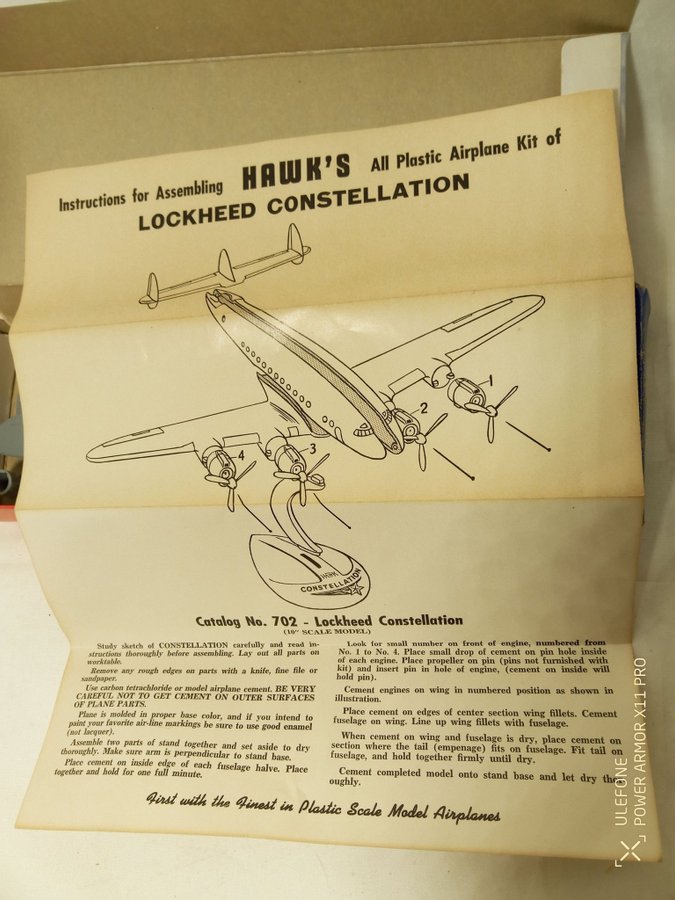 Instructions for Assembling HAWK'S All Plastic Airplane Kit of
LOCKHEED CONSTELLATION
1
2
3
4
HAWK
CONSTELLATION
Catalog No. 702 - Lockheed Constellation
(10" SCALE MODEL)
Study sketch of CONSTELLATION carefully and read in-
structions thoroughly before assembling. Lay out all parts on
worktable.
Remove any rough edges on parts with a knife, fine file or
sandpaper.
Use carbon tetrachloride or model airplane cement. BE VERY
CAREFUL NOT TO GET CEMENT ON OUTER SURFACES
OF PLANE PARTS.
Plane is molded in proper base color, and if you intend to
paint your favorite air-line markings be sure to use good enamel
(not lacquer).
Assemble two parts of stand together and set aside to dry
thoroughly. Make sure arm is perpendicular to stand base.
Place cement on inside edge of each fuselage halve. Place
together and hold for one full minute.
Look for small number on front of engine, numbered from
No. 1 to No. 4. Place small drop of cement on pin hole inside
of each engine. Place propeller on pin (pins not furnished with
kit) and insert pin in hole of engine, (cement on inside will
hold pin).
Cement engines on wing in numbered position as shown in
illustration.
Place cement on edges of center section wing fillets. Cement
fuselage on wing. Line up wing fillets with fuselage.
When cement on wing and fuselage is dry, place cement on
section where the tail (empenage) fits on fuselage. Fit tail on
fuselage, and hold together firmly until dry.
Cement completed model onto stand base and let dry thor-
oughly.
First with the Finest in Plastic Scale Model Airplanes
ULEFONE
POWER ARMOR X11 PRO